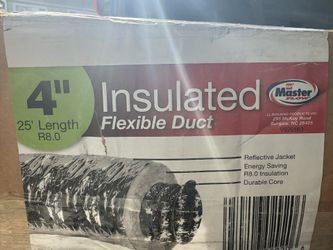 4"
25' Length
R8.0
Insulated
Flexible Duct
Master
FLOW
Reflective Jacket
Energy Saving
R8.0 Insulation
Durable Core